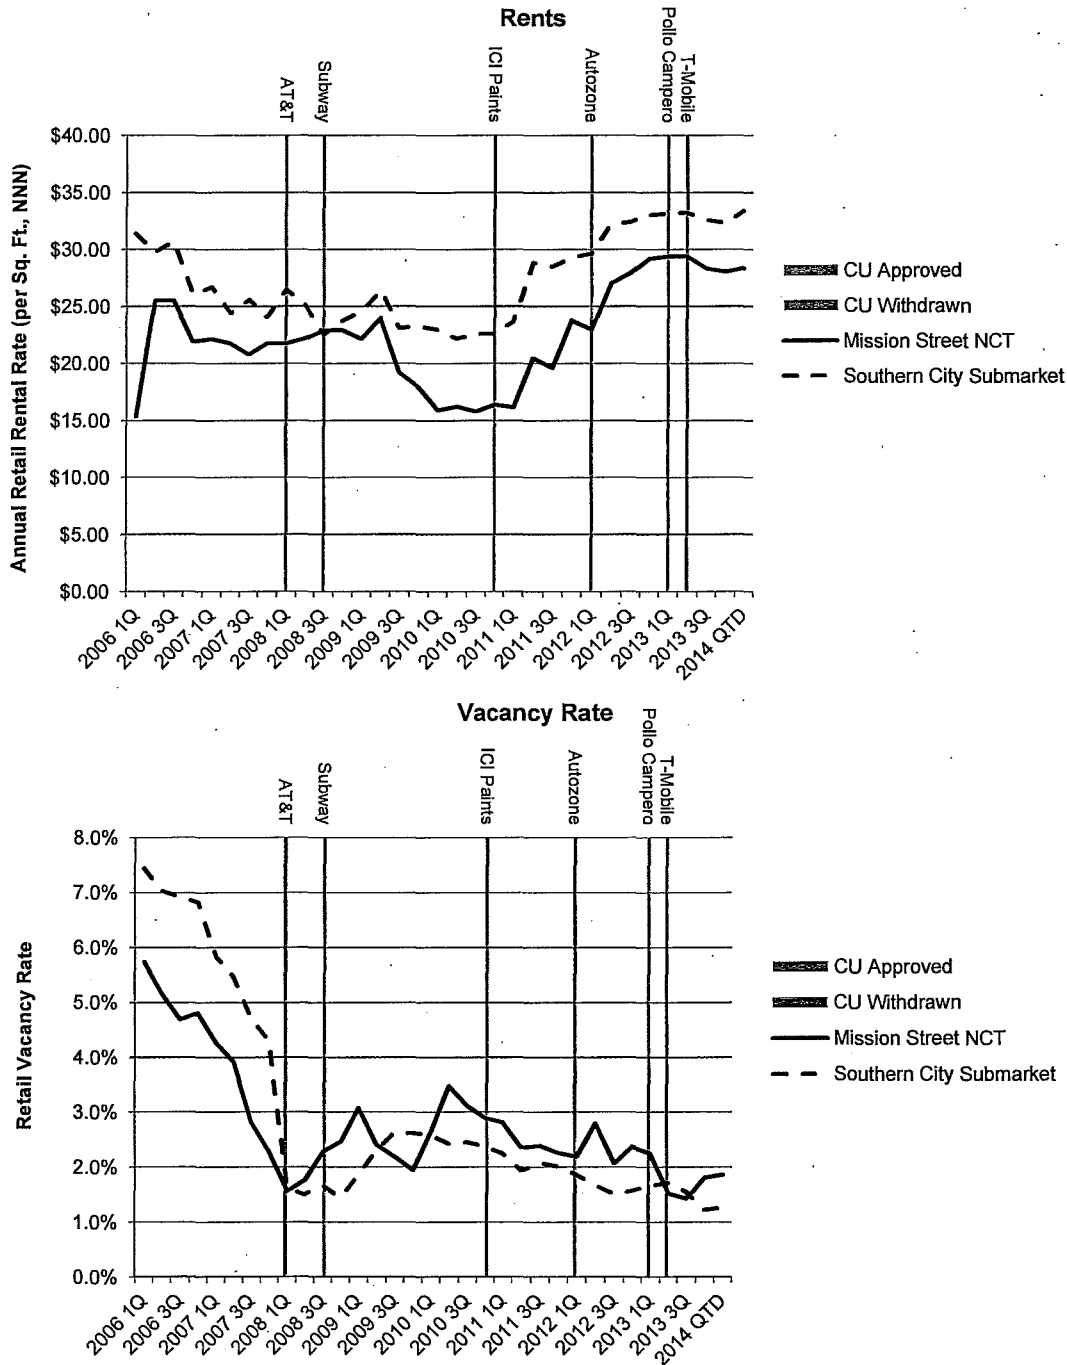 Rents
AT&T
Subway
ICI Paints
Autozone
Pollo Campero
T-Mobile
Annual Retail Rental Rate (per Sq. Ft., NNN)
$40.00
$35.00
$30.00
$25.00
$20.00
$15.00
$10.00
$5.00
$0.00
2006 1Q
2006 3Q
2007 1Q
2007 3Q
2008 1Q
2008 3Q
2009 1Q
2009 3Q
2010 1Q
2010 3Q
2011 1Q
2011 3Q
2012 1Q
2012 3Q
2013 1Q
2013 3Q
2014 QTD
CU Approved
CU Withdrawn
Mission Street NCT
Southern City Submarket
Vacancy Rate
AT&T
Subway
ICI Paints
Autozone
Pollo Campero
T-Mobile
Retail Vacancy Rate
8.0%
7.0%
6.0%
5.0%
4.0%
3.0%
2.0%
1.0%
0.0%
2006 1Q
2006 3Q
2007 1Q
2007 3Q
2008 1Q
2008 3Q
2009 1Q
2009 3Q
2010 1Q
2010 3Q
2011 1Q
2011 3Q
2012 1Q
2012 3Q
2013 1Q
2013 3Q
2014 QTD
CU Approved
CU Withdrawn
Mission Street NCT
Southern City Submarket